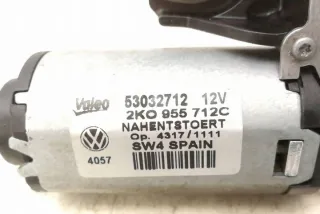 Valeo 53032712 12V
2K0 955 712C
NAHENTSTOERT
Op. 4317/1111
4057 SW4 SPAIN